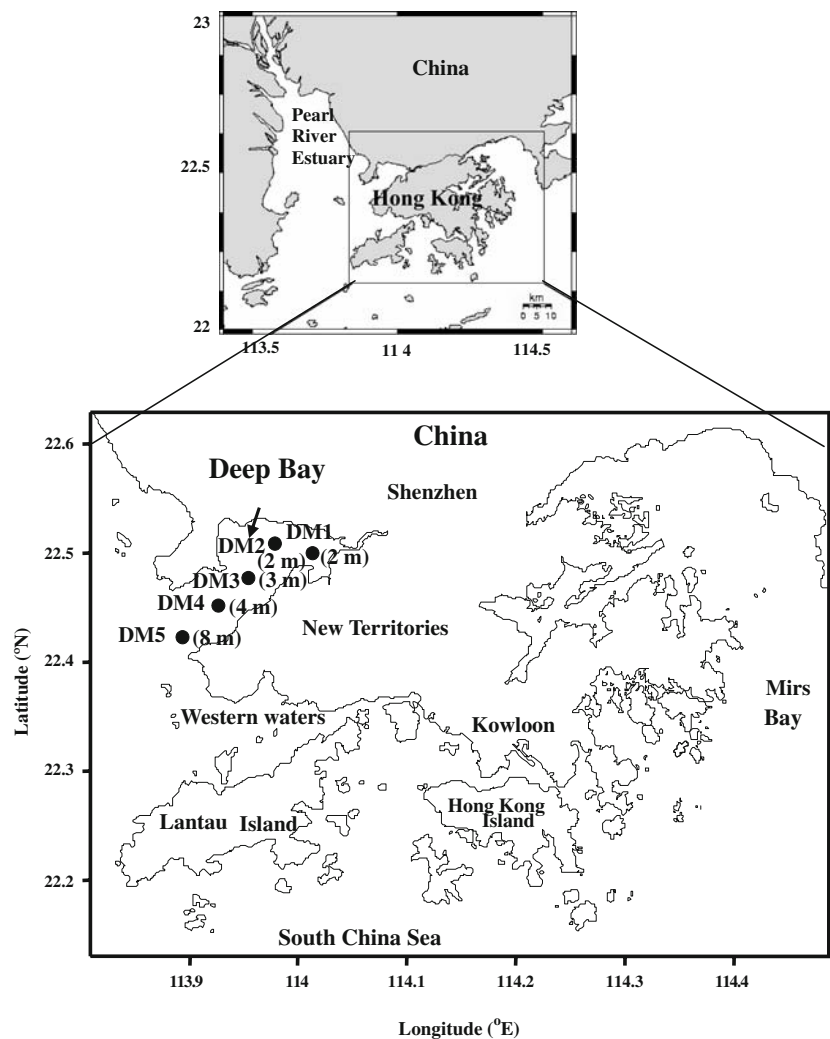 23
China
Pearl
River
Estuary
22.5
Hong Kong
km
0 5 10
22
113.5
11 4
114.5
China
22.6
Deep Bay
Shenzhen
DM2
DM1
22.5
(2 m)
(2 m)
DM3
(3 m)
DM4
(4 m)
New Territories
DM5
(8 m)
22.4
Mirs
Bay
Western waters
Kowloon
Latitude (°N)
22.3
Hong Kong
Island
Lantau Island
22.2
South China Sea
113.9
114
114.1
114.2
114.3
114.4
Longitude (°E)